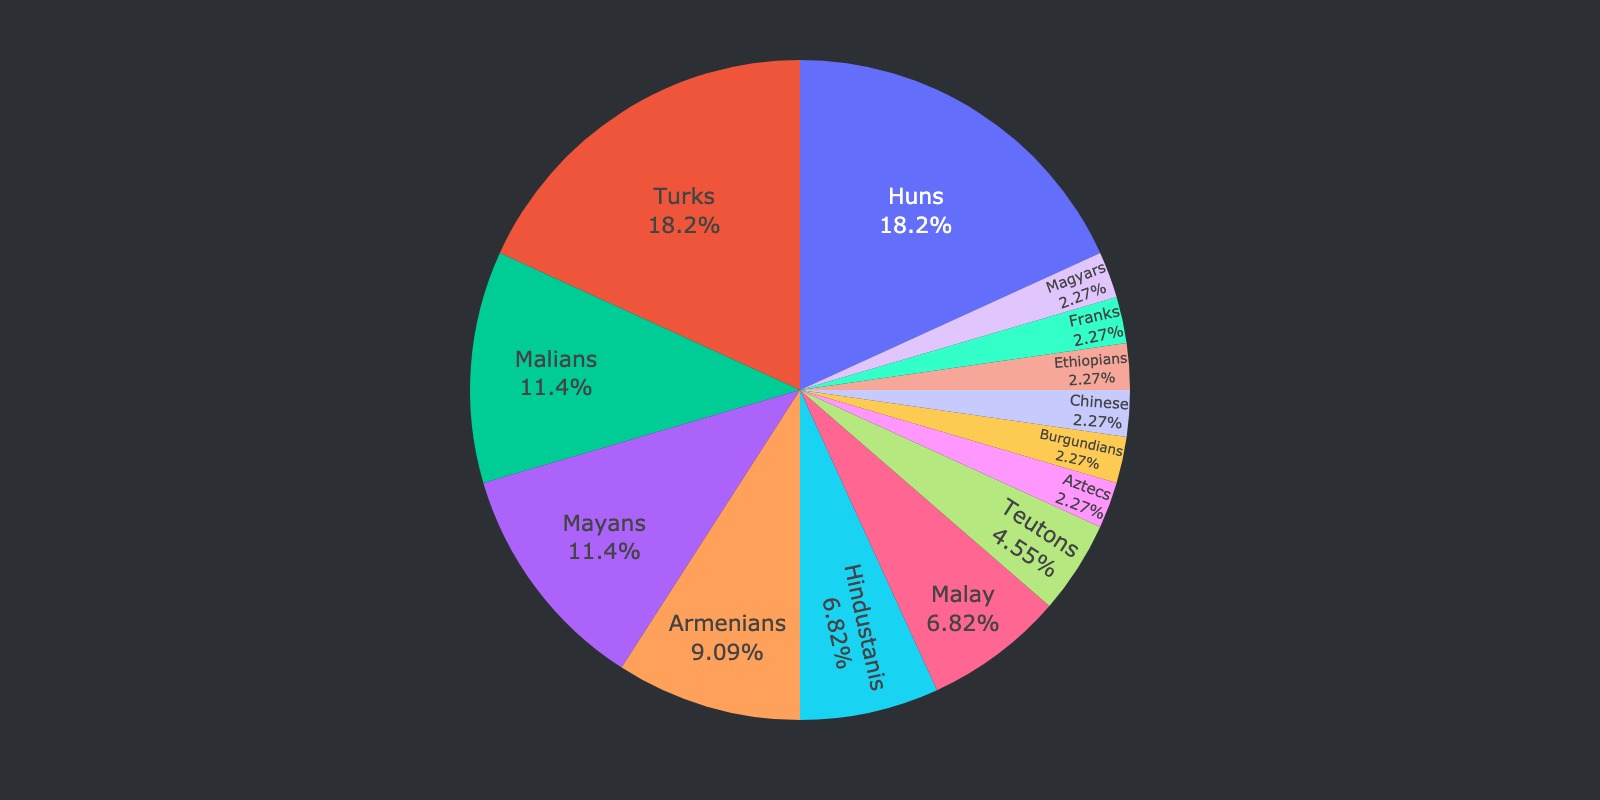 Turks
18.2%
Huns
18.2%
Magyars
2.27%
Franks
2.27%
Ethiopians
2.27%
Chinese
2.27%
Burgundians
2.27%
Aztecs
2.27%
Teutons
4.55%
Malay
6.82%
Hindustanis
6.82%
Armenians
9.09%
Mayans
11.4%
Malians
11.4%